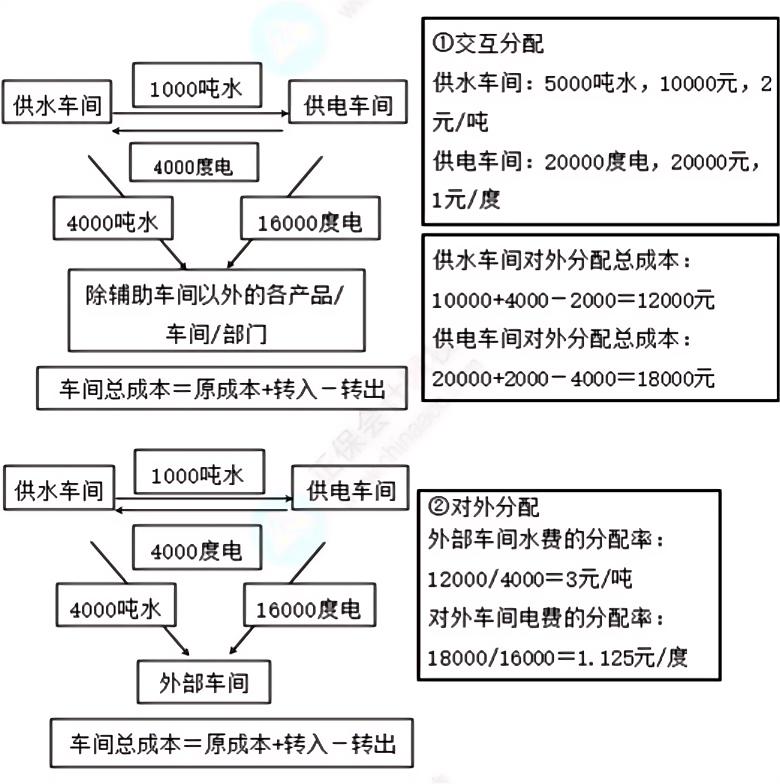 1000吨水
供水车间
供电车间
4000度电
4000吨水
16000度电
除辅助车间以外的各产品/
车间/部门
车间总成本＝原成本+转入－转出
①交互分配
供水车间：5000吨水，10000元，2
元/吨
供电车间：20000度电，20000元，
1元/度
供水车间对外分配总成本：
10000+4000－2000＝12000元
供电车间对外分配总成本：
20000+2000－4000＝18000元
1000吨水
供水车间
供电车间
4000度电
4000吨水
16000度电
外部车间
车间总成本＝原成本+转入－转出
②对外分配
外部车间水费的分配率：
12000/4000＝3元/吨
对外车间电费的分配率：
18000/16000＝1.125元/度